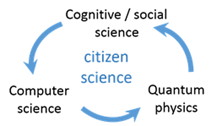 Cognitive / social
science
citizen
science
Computer
science
Quantum
physics